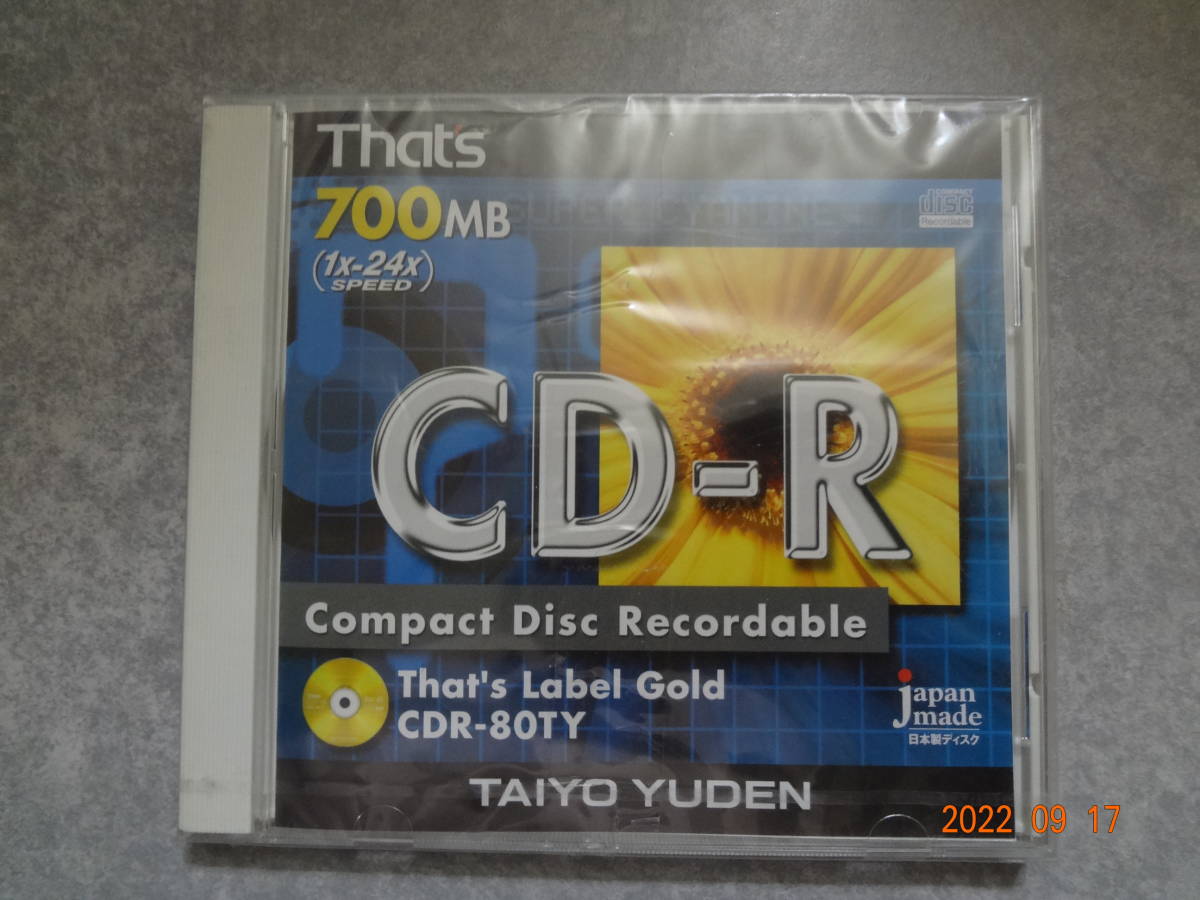 That's
700MB
(1x-24x)
SPEED
COMPACT
disc
Recordable
CD-R
Compact Disc Recordable
That's Label Gold
CDR-80TY
Japan
made
日本製ディスク
TAIYO YUDEN
2022 09 17